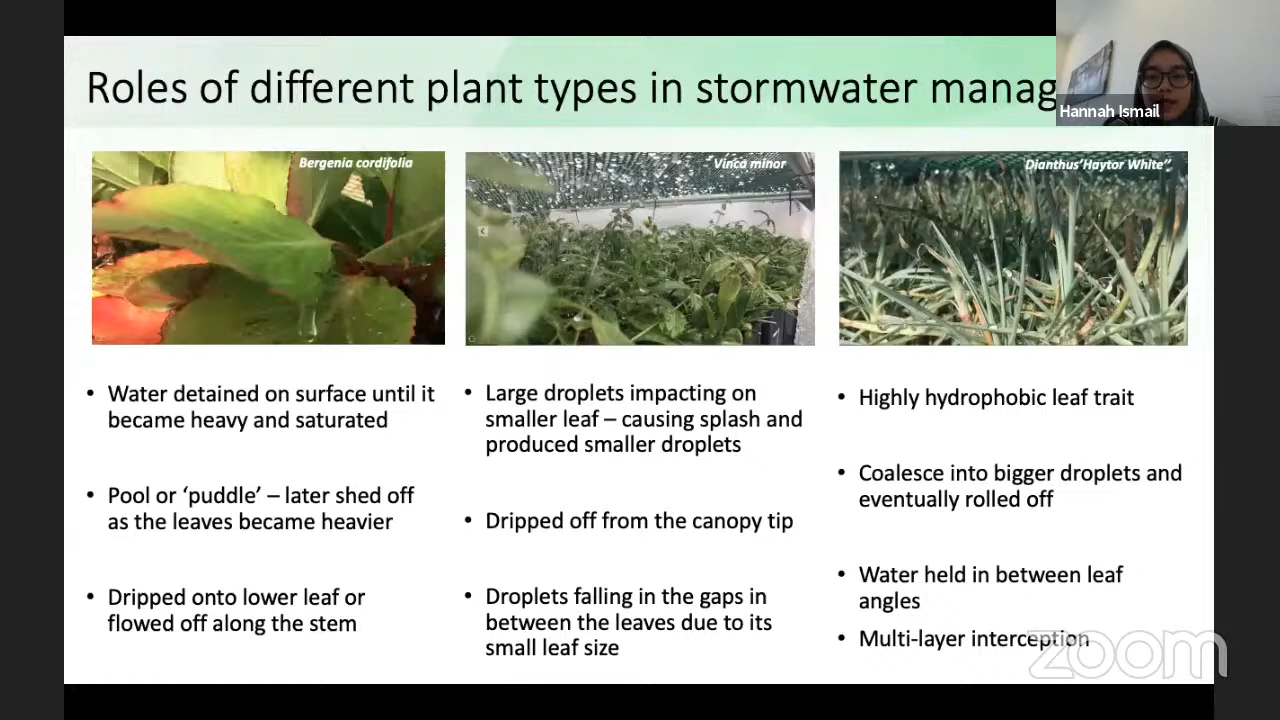 Roles of different plant types in stormwater manag
Hannah Ismail
Bergenia cordifolia
Vinca minor
Dianthus'Haytor White"
• Water detained on surface until it
became heavy and saturated
• Pool or ‘puddle’ – later shed off
as the leaves became heavier
• Dripped onto lower leaf or
flowed off along the stem
• Large droplets impacting on
smaller leaf – causing splash and
produced smaller droplets
• Dripped off from the canopy tip
• Droplets falling in the gaps in
between the leaves due to its
small leaf size
• Highly hydrophobic leaf trait
• Coalesce into bigger droplets and
eventually rolled off
• Water held in between leaf
angles
• Multi-layer interception
zoom